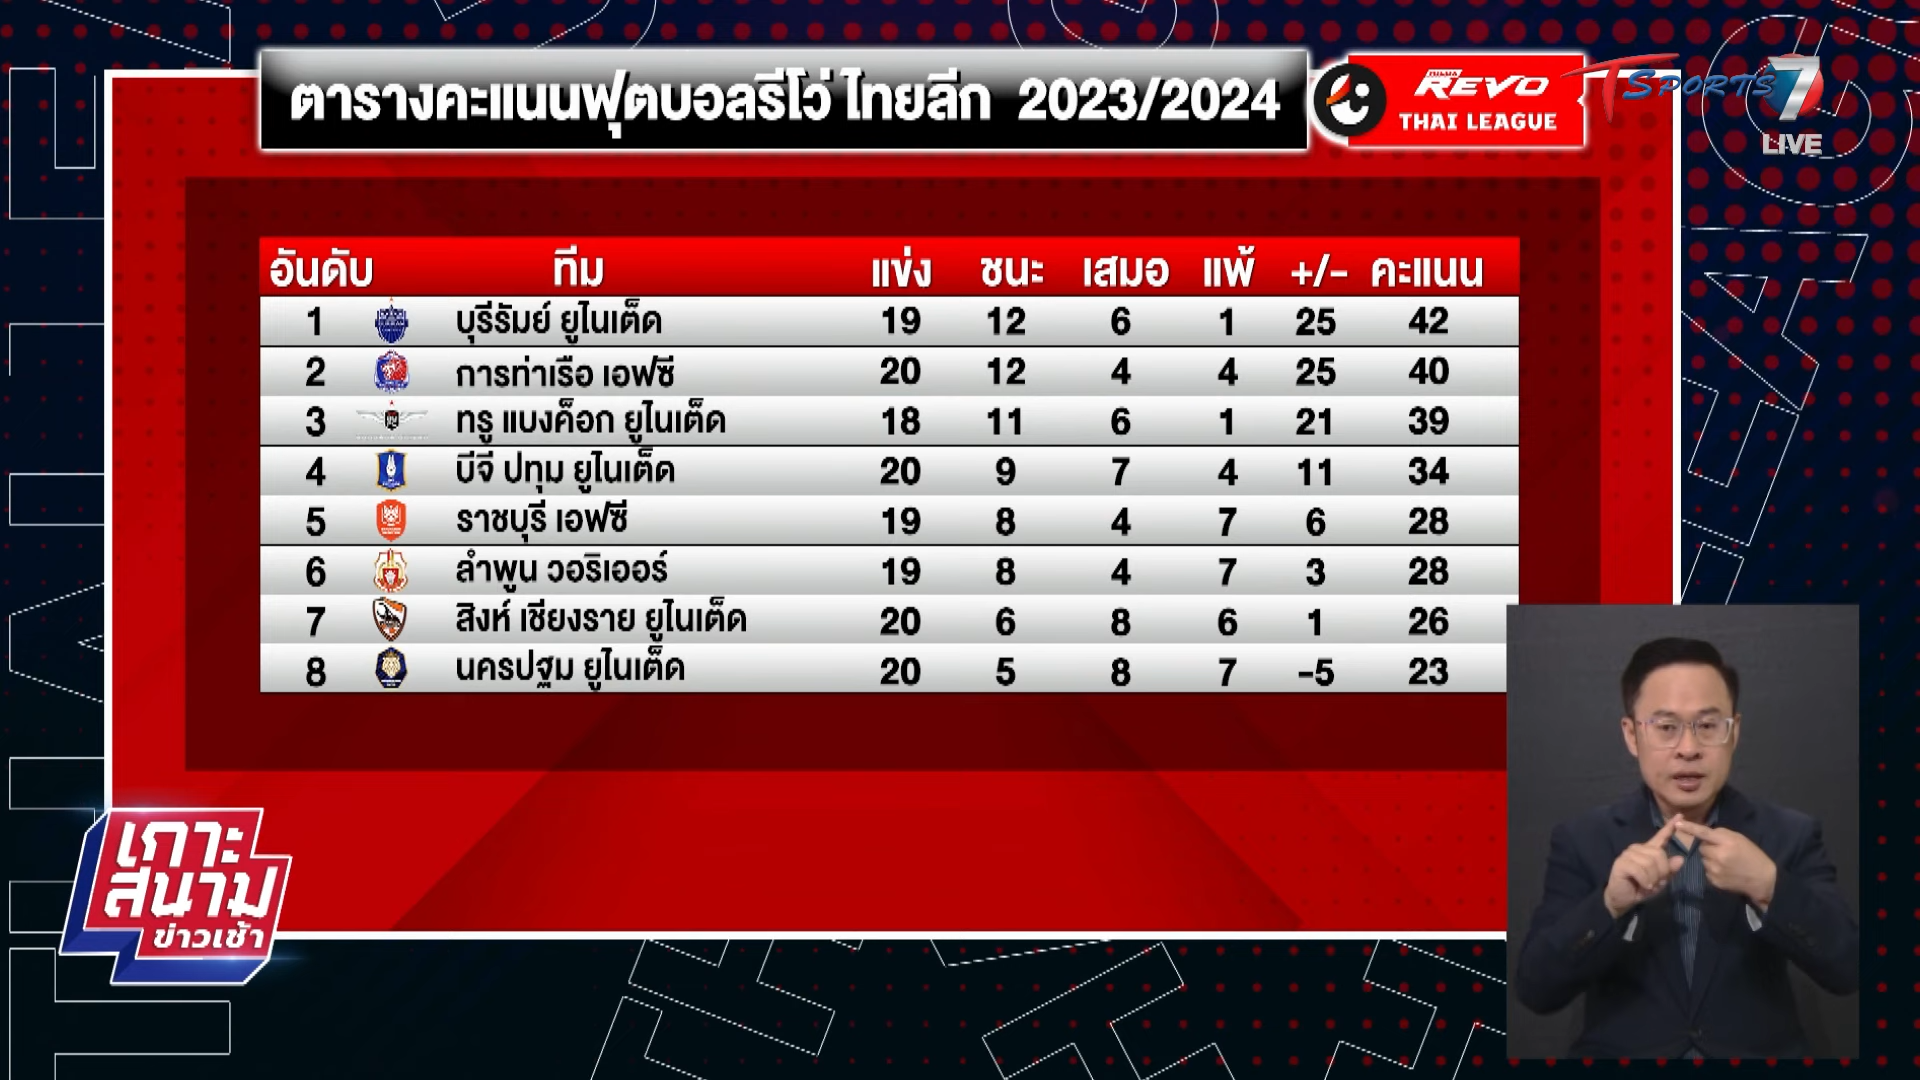 ตารางคะแนนฟุตบอลรีโว่ ไทยลีก 2023/2024
REVO
THAI LEAGUE
TSPORTS 7
LIVE
อันดับ ทีม แข่ง ชนะ เสมอ แพ้ +/- คะแนน
1 บุรีรัมย์ ยูไนเต็ด 19 12 6 1 25 42
2 การท่าเรือ เอฟซี 20 12 4 4 25 40
3 ทรู แบงค็อก ยูไนเต็ด 18 11 6 1 21 39
4 บีจี ปทุม ยูไนเต็ด 20 9 7 4 11 34
5 ราชบุรี เอฟซี 19 8 4 7 6 28
6 ลำพูน วอริเออร์ 19 8 4 7 3 28
7 สิงห์ เชียงราย ยูไนเต็ด 20 6 8 6 1 26
8 นครปฐม ยูไนเต็ด 20 5 8 7 -5 23
เกาะ
สนาม
ข่าวเช้า